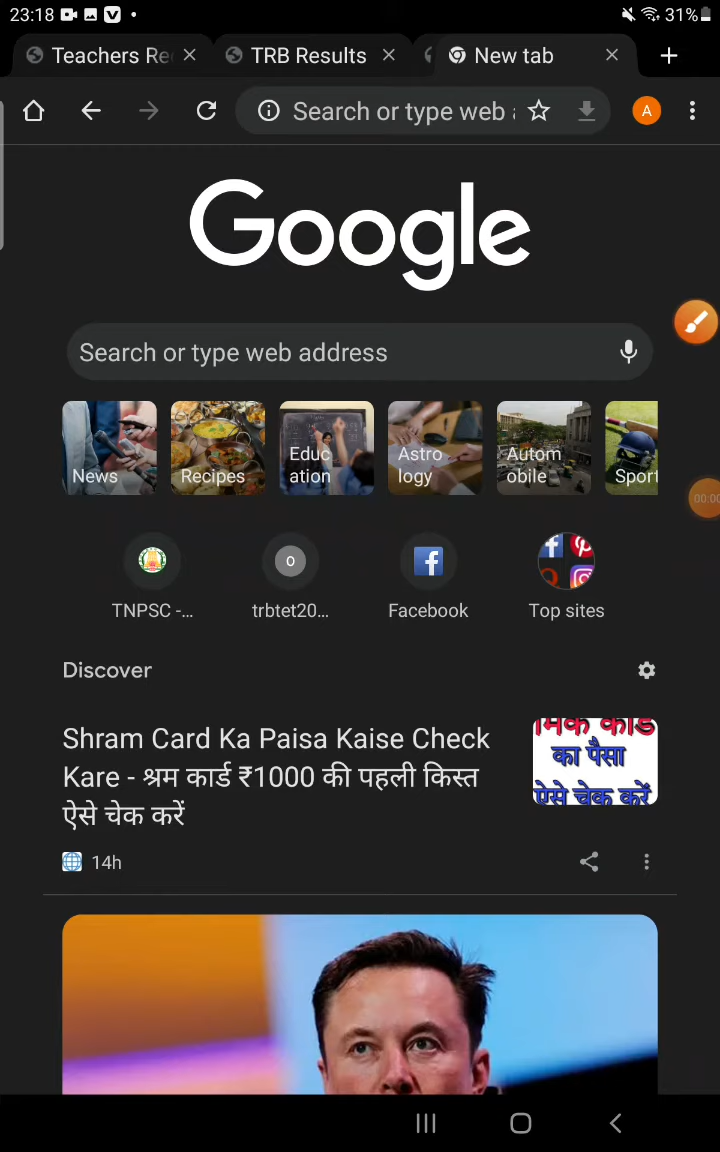 23:18 31%
Teachers Re
TRB Results
New tab
Search or type web a
A
Google
Search or type web address
News
Recipes
Educ
ation
Astro
logy
Autom
obile
Sport
00:00
o
TNPSC -...
trbtet20...
Facebook
Top sites
Discover
Shram Card Ka Paisa Kaise Check
Kare - श्रम कार्ड ₹1000 की पहली किस्त
ऐसे चेक करें
का पैसा
ऐसे चेक करें
14h